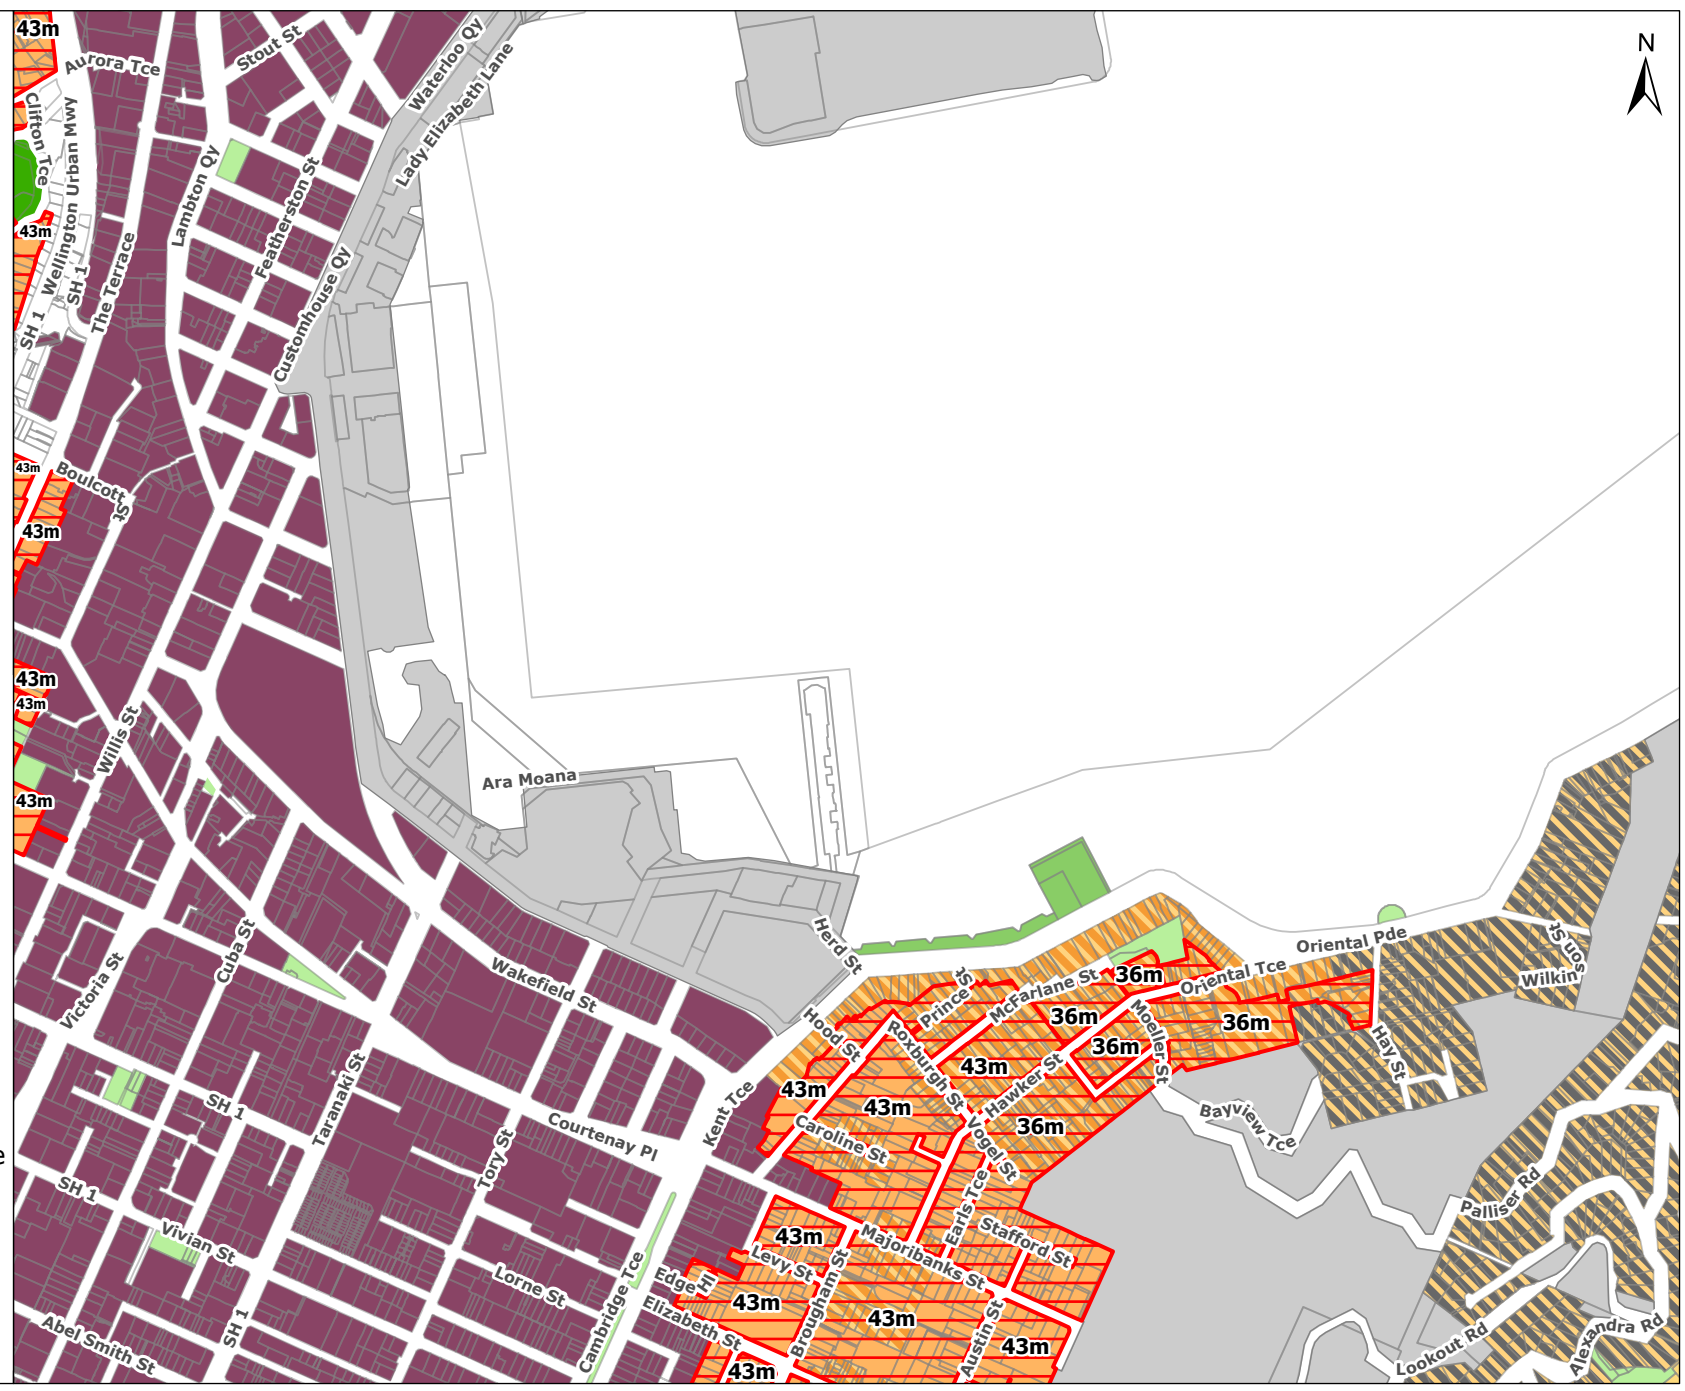 43m
Aurora Tce
Stout St
Waterloo Qy
Lady Elizabeth Lane
N
Clifton Tce
Wellington Urban Mwy
Lambton Qy
Featherston St
43m
SH 1
The Terrace
Customhouse Qy
SH 1
43m
Boulcott St
43m
43m
43m
Willis St
43m
Ara Moana
Herd St
Oriental Pde
son St
Wilkin
Cuba St
Victoria St
Wakefield St
Prince St
McFarlane St
36m
Oriental Tce
Hood St
Roxburgh St
36m
Moeller St
36m
36m
Hay St
43m
Hawker St
43m
43m
SH 1
Taranaki St
Kent Tce
Courtenay Pl
Caroline St
Vogel St
36m
Bayview Tce
Tory St
Earls Tce
SH 1
Palliser Rd
Vivian St
43m
Majoribanks St
Stafford St
Levy St
Edge Hl
Lorne St
Cambridge Tce
43m
Elizabeth St
Brougham St
43m
Austin St
43m
43m
SH 1
Abel Smith St
Lookout Rd
Alexandra Rd
e